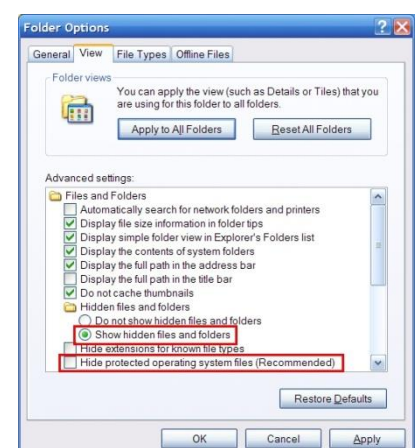 Folder Options
General View File Types Offline Files
Folder views
You can apply the view (such as Details or Tiles) that you
are using for this folder to all folders.
Apply to All Folders Reset All Folders
Advanced settings:
Files and Folders
Automatically search for network folders and printers
Display file size information in folder tips
Display simple folder view in Explorer's Folders list
Display the contents of system folders
Display the full path in the address bar
Display the full path in the title bar
Do not cache thumbnails
Hidden files and folders
Do not show hidden files and folders
Show hidden files and folders
Hide extensions for known file types
Hide protected operating system files (Recommended)
Restore Defaults
OK Cancel Apply